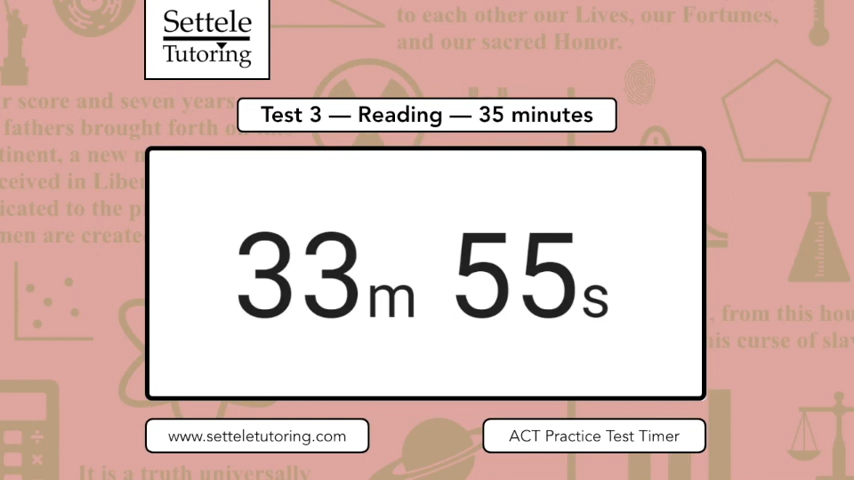 Settele
Tutoring
to each other our Lives, our Fortunes,
and our sacred Honor.
r score and seven years
fathers brought forth o
tinent, a new n
ceived in Liber
icated to the p
men are create
Test 3 — Reading — 35 minutes
33m 55s
, from this hou
his curse of slav
www.setteletutoring.com
ACT Practice Test Timer
It is a truth universally